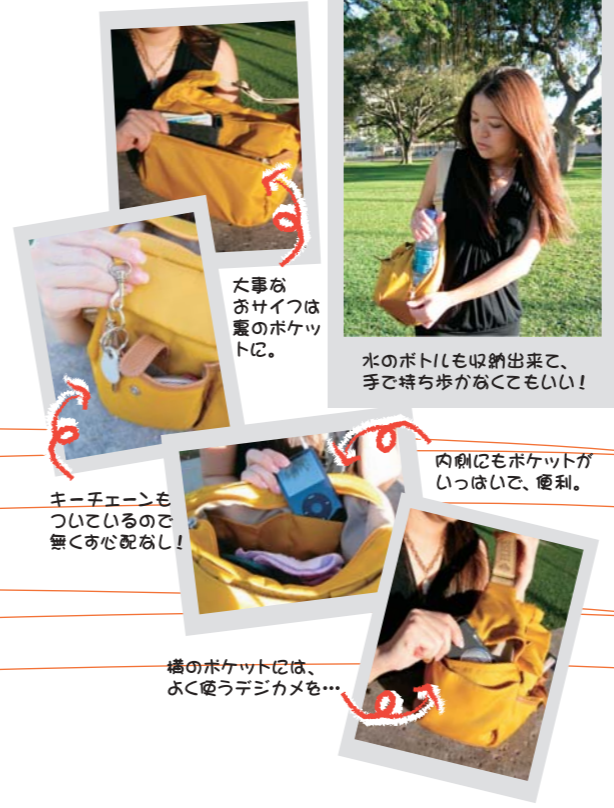 大事な
おサイフは
裏のポケッ
トに。
水のボトルも収納出来て、
手で持ち歩かなくてもいい！
内側にもポケットが
いっぱいで、便利。
キーチェーンも
ついているので
無くす心配なし！
横のポケットには、
よく使うデジカメを…